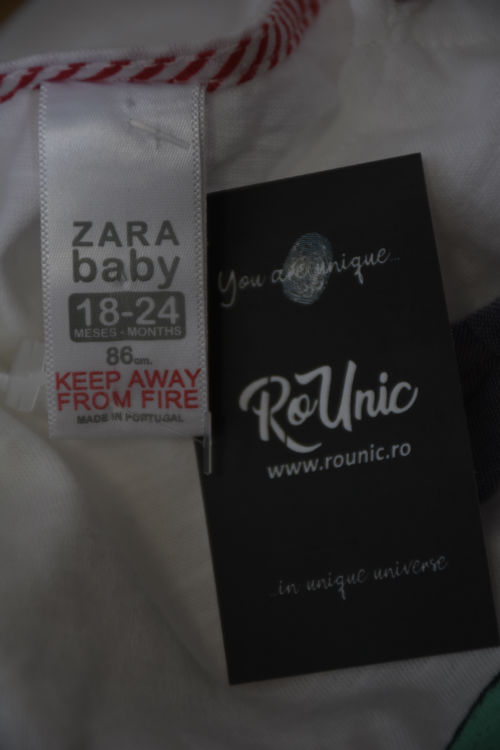 ZARA
baby
18-24
MESES - MONTHS
86cm.
KEEP AWAY
FROM FIRE
MADE IN PORTUGAL
You are unique...
RoUnic
www.rounic.ro
...in unique universe